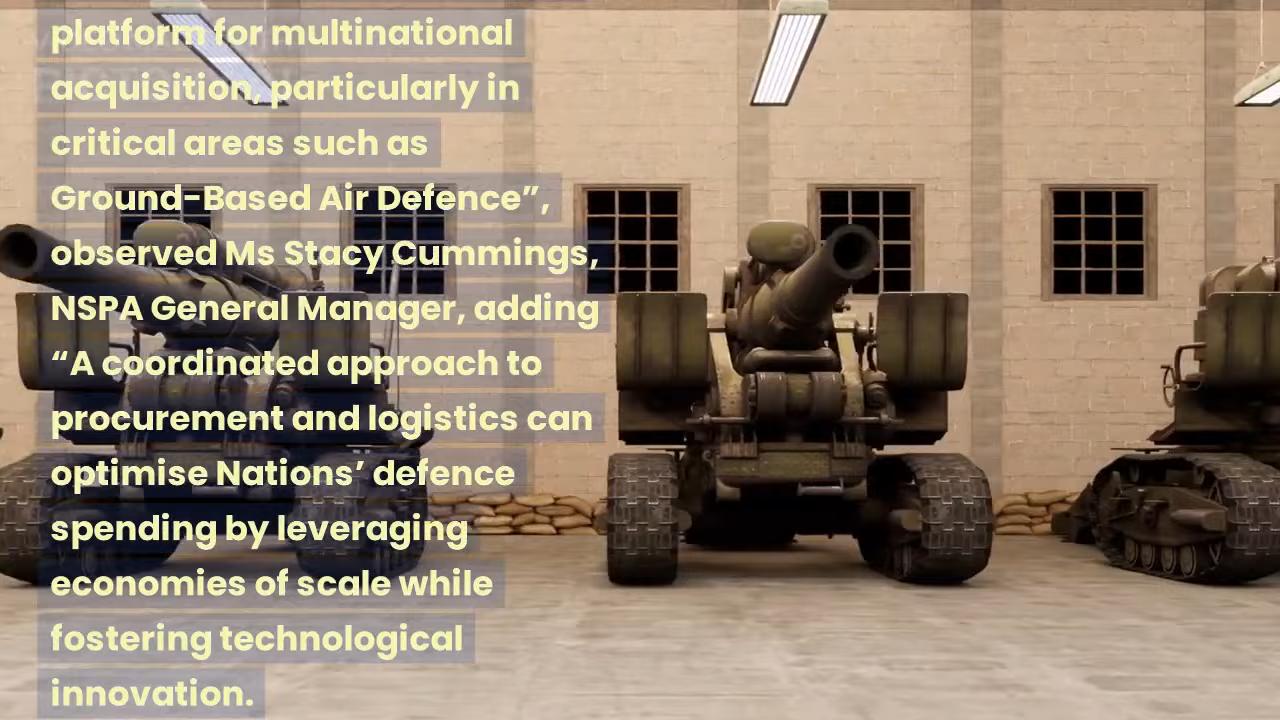 platform for multinational
acquisition, particularly in
critical areas such as
Ground-Based Air Defence”,
observed Ms Stacy Cummings,
NSPA General Manager, adding
“A coordinated approach to
procurement and logistics can
optimise Nations’ defence
spending by leveraging
economies of scale while
fostering technological
innovation.